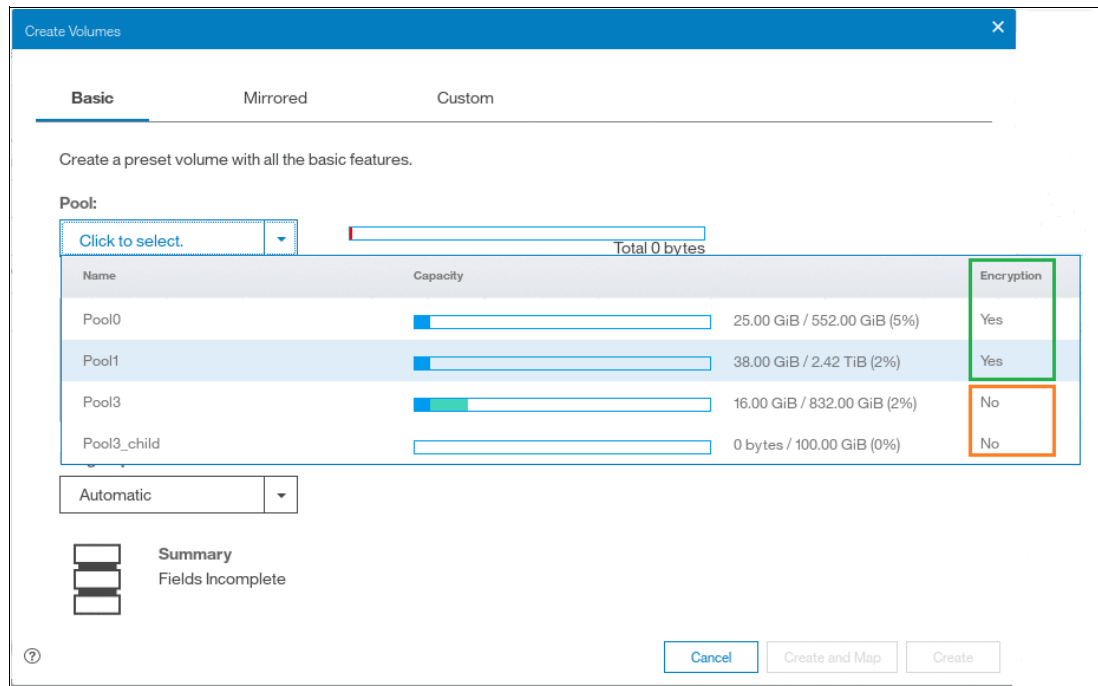 Create Volumes ×
Basic Mirrored Custom
Create a preset volume with all the basic features.
Pool:
Click to select.
Total 0 bytes
Name Capacity Encryption
Pool0 25.00 GiB / 552.00 GiB (5%) Yes
Pool1 38.00 GiB / 2.42 TiB (2%) Yes
Pool3 16.00 GiB / 832.00 GiB (2%) No
Pool3_child 0 bytes / 100.00 GiB (0%) No
Automatic
Summary
Fields Incomplete
? Cancel Create and Map Create